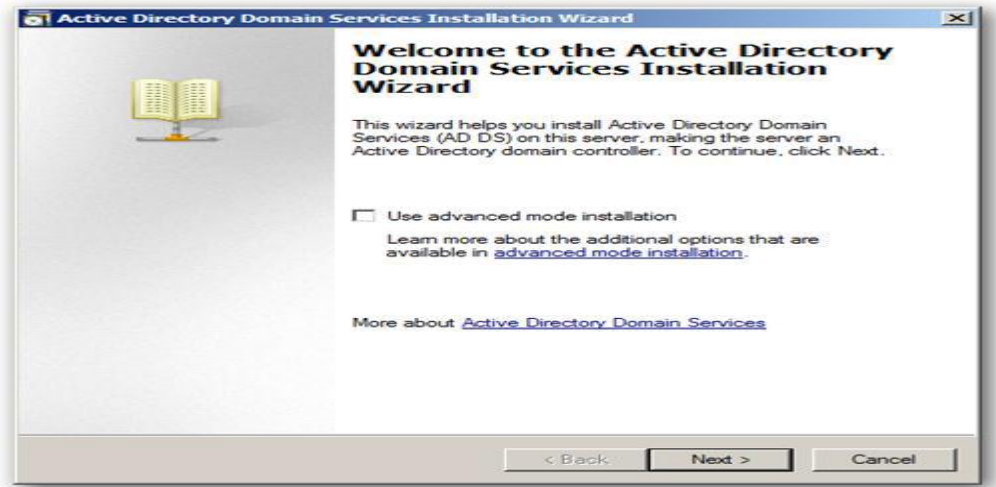 Active Directory Domain Services Installation Wizard
Welcome to the Active Directory
Domain Services Installation
Wizard
This wizard helps you install Active Directory Domain
Services (AD DS) on this server, making the server an
Active Directory domain controller. To continue, click Next.
Use advanced mode installation
Learn more about the additional options that are
available in advanced mode installation.
More about Active Directory Domain Services
< Back
Next >
Cancel